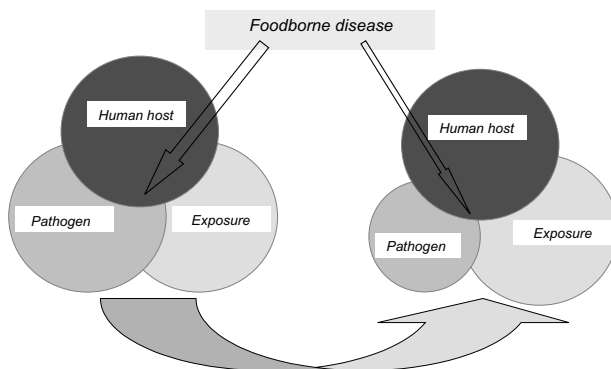 Foodborne disease
Human host
Human host
Pathogen
Exposure
Pathogen
Exposure